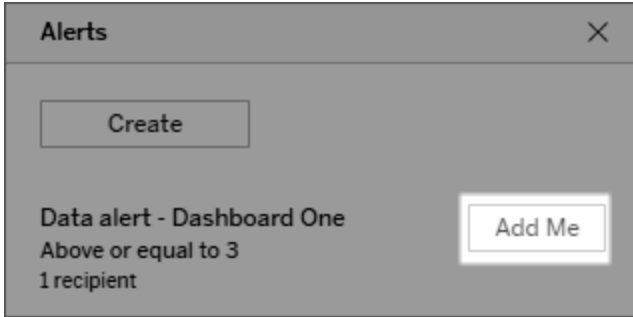 Alerts
Create
Data alert - Dashboard One
Add Me
Above or equal to 3
1 recipient